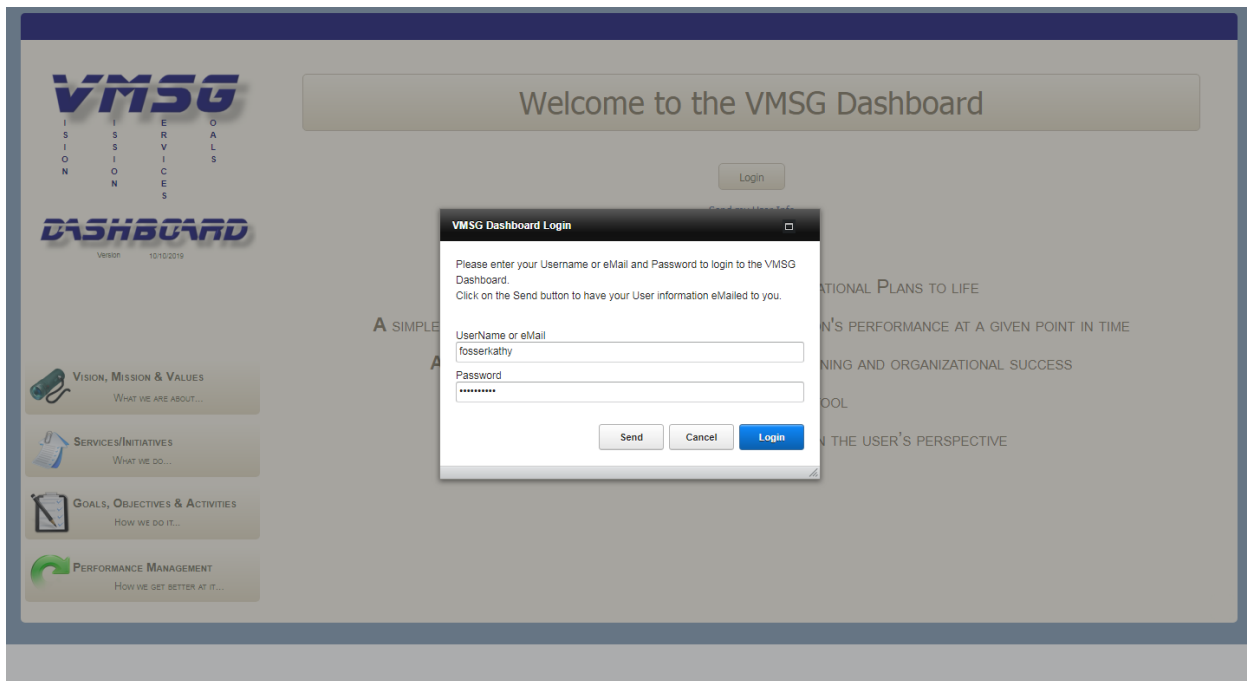 VMSG
ISION
ISSION
ERVICES
OALS
DASHBOARD
Version 10/10/2019
Welcome to the VMSG Dashboard
Login
VMSG Dashboard Login
Please enter your Username or eMail and Password to login to the VMSG
Dashboard.
Click on the Send button to have your User information eMailed to you.
UserName or eMail
fosserkathy
Password
••••••••••
Send Cancel Login
ATIONAL PLANS TO LIFE
A SIMPLE
N'S PERFORMANCE AT A GIVEN POINT IN TIME
A
NING AND ORGANIZATIONAL SUCCESS
OOL
N THE USER'S PERSPECTIVE
VISION, MISSION & VALUES
WHAT WE ARE ABOUT...
SERVICES/INITIATIVES
WHAT WE DO...
GOALS, OBJECTIVES & ACTIVITIES
HOW WE DO IT...
PERFORMANCE MANAGEMENT
HOW WE GET BETTER AT IT...